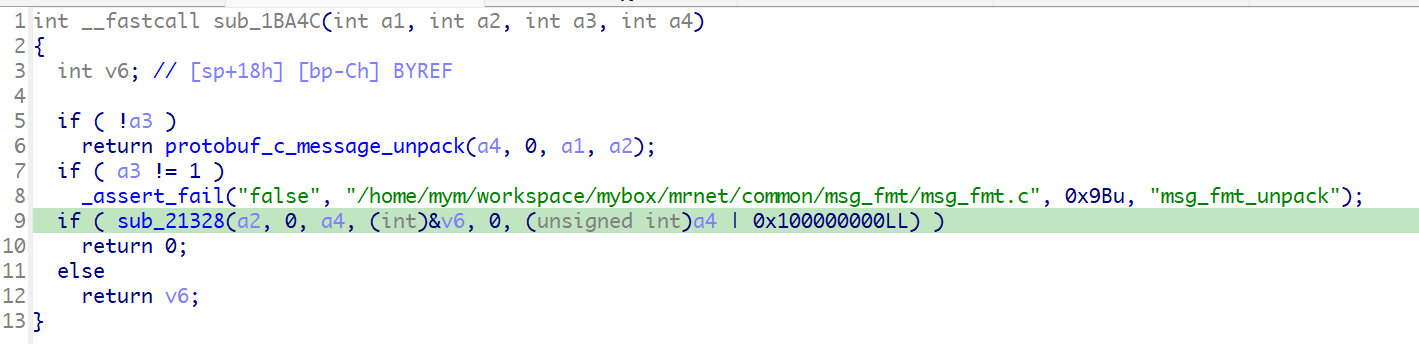 1 int __fastcall sub_1BA4C(int a1, int a2, int a3, int a4)
2 {
3   int v6; // [sp+18h] [bp-Ch] BYREF
4
5   if ( !a3 )
6     return protobuf_c_message_unpack(a4, 0, a1, a2);
7   if ( a3 != 1 )
8     _assert_fail("false", "/home/mym/workspace/mybox/mrnet/common/msg_fmt/msg_fmt.c", 0x9Bu, "msg_fmt_unpack");
9   if ( sub_21328(a2, 0, a4, (int)&v6, 0, (unsigned int)a4 | 0x100000000LL) )
10     return 0;
11   else
12     return v6;
13 }